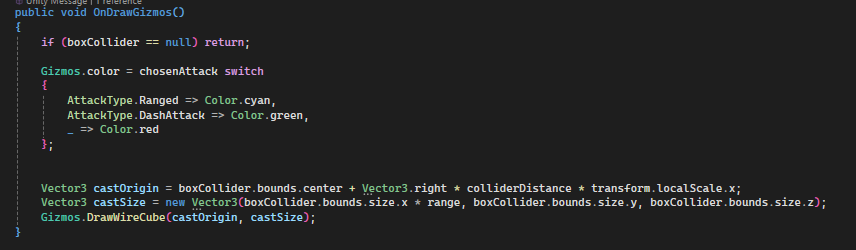 Unity Message | 1 reference
public void OnDrawGizmos()
{
if (boxCollider == null) return;
Gizmos.color = chosenAttack switch
{
AttackType.Ranged => Color.cyan,
AttackType.DashAttack => Color.green,
_ => Color.red
};
Vector3 castOrigin = boxCollider.bounds.center + Vector3.right * colliderDistance * transform.localScale.x;
Vector3 castSize = new Vector3(boxCollider.bounds.size.x * range, boxCollider.bounds.size.y, boxCollider.bounds.size.z);
Gizmos.DrawWireCube(castOrigin, castSize);
}